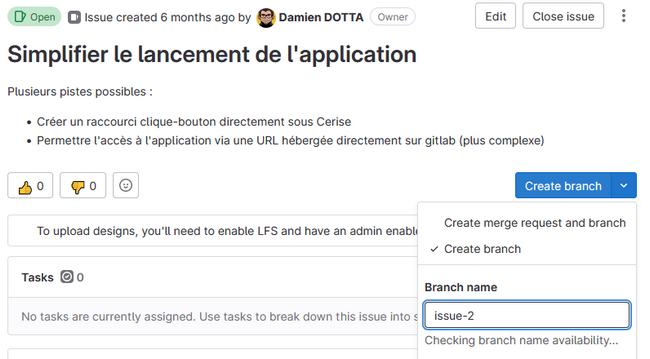 Open Issue created 6 months ago by Damien DOTTA Owner Edit Close issue
Simplifier le lancement de l'application
Plusieurs pistes possibles :
• Créer un raccourci clique-bouton directement sous Cerise
• Permettre l'accès à l'application via une URL hébergée directement sur gitlab (plus complexe)
0 0 Create branch
Create merge request and branch
To upload designs, you'll need to enable LFS and have an admin enable
Create branch
Tasks 0
Branch name
No tasks are currently assigned. Use tasks to break down this issue into s
issue-2
Checking branch name availability...